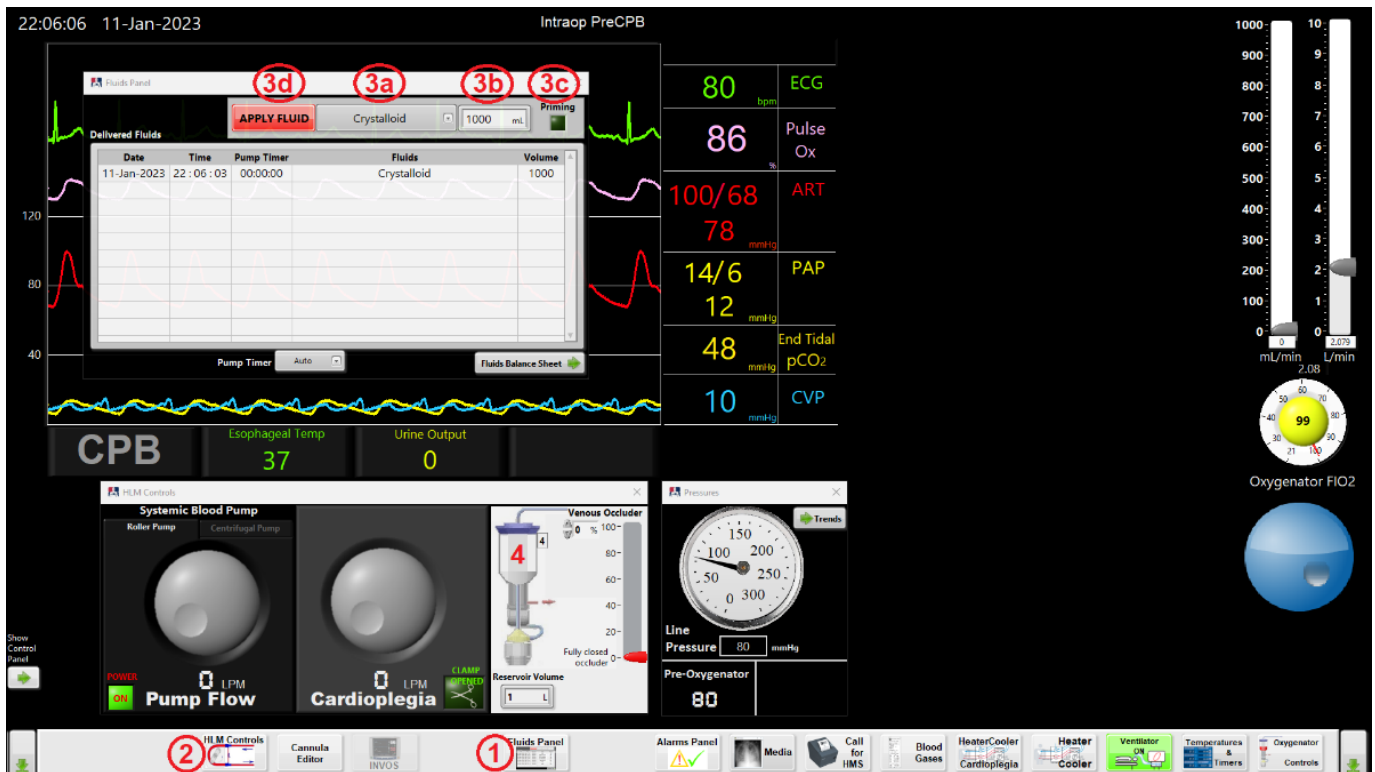 22:06:06 11-Jan-2023
Intraop PreCPB
Fluids Panel
3d
3a
3b
3c
APPLY FLUID
Crystalloid
1000 mL
Priming
Delivered Fluids
Date Time Pump Timer Fluids Volume
11-Jan-2023 22 : 06 : 03 00:00:00 Crystalloid 1000
Pump Timer Auto
Fluids Balance Sheet
120
80
40
80 bpm ECG
86 % Pulse Ox
100/68 ART
78 mmHg
14/6 PAP
12 mmHg
48 mmHg End Tidal pCO2
10 mmHg CVP
CPB
Esophageal Temp
37
Urine Output
0
1000
900
800
700
600
500
400
300
200
100
0
0
mL/min
10
9
8
7
6
5
4
3
2
1
0
2.079
L/min
2.08
60
50 70
40 80
99
30 90
21 100
Oxygenator FIO2
HLM Controls
Systemic Blood Pump
Roller Pump Centrifugal Pump
POWER
ON
0 LPM
Pump Flow
0 LPM
Cardioplegia
CLAMP
OPENED
Venous Occluder
0 %
4
4
100
80
60
40
20
0
Fully closed
occluder
Reservoir Volume
1 L
Pressures
Trends
150
100 200
50 250
0 300
Line
Pressure 80 mmHg
Pre-Oxygenator
80
Show
Control
Panel
2
HLM Controls
Cannula
Editor
INVOS
1
Fluids Panel
Alarms Panel
Media
Call
for
HMS
Blood
Gases
HeaterCooler
Cardioplegia
Heater
Cooler
Ventilator
ON
Temperatures
&
Timers
Oxygenator
Controls